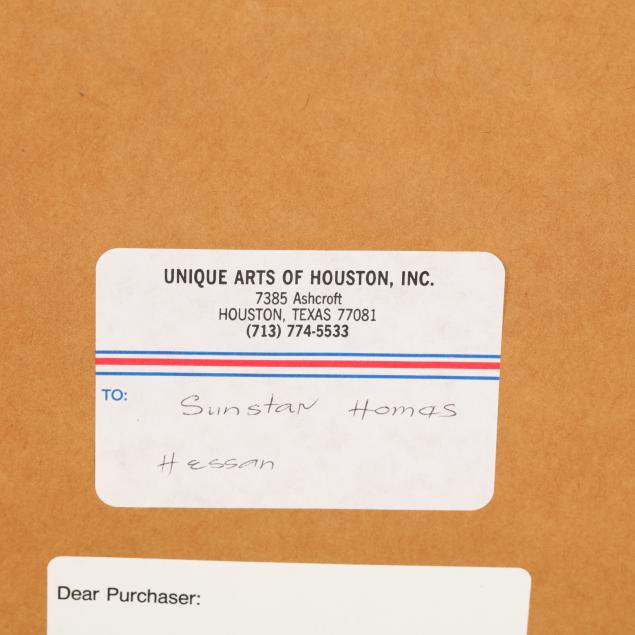 UNIQUE ARTS OF HOUSTON, INC.
7385 Ashcroft
HOUSTON, TEXAS 77081
(713) 774-5533
TO:
Sunstar Homes
Hessan
Dear Purchaser: